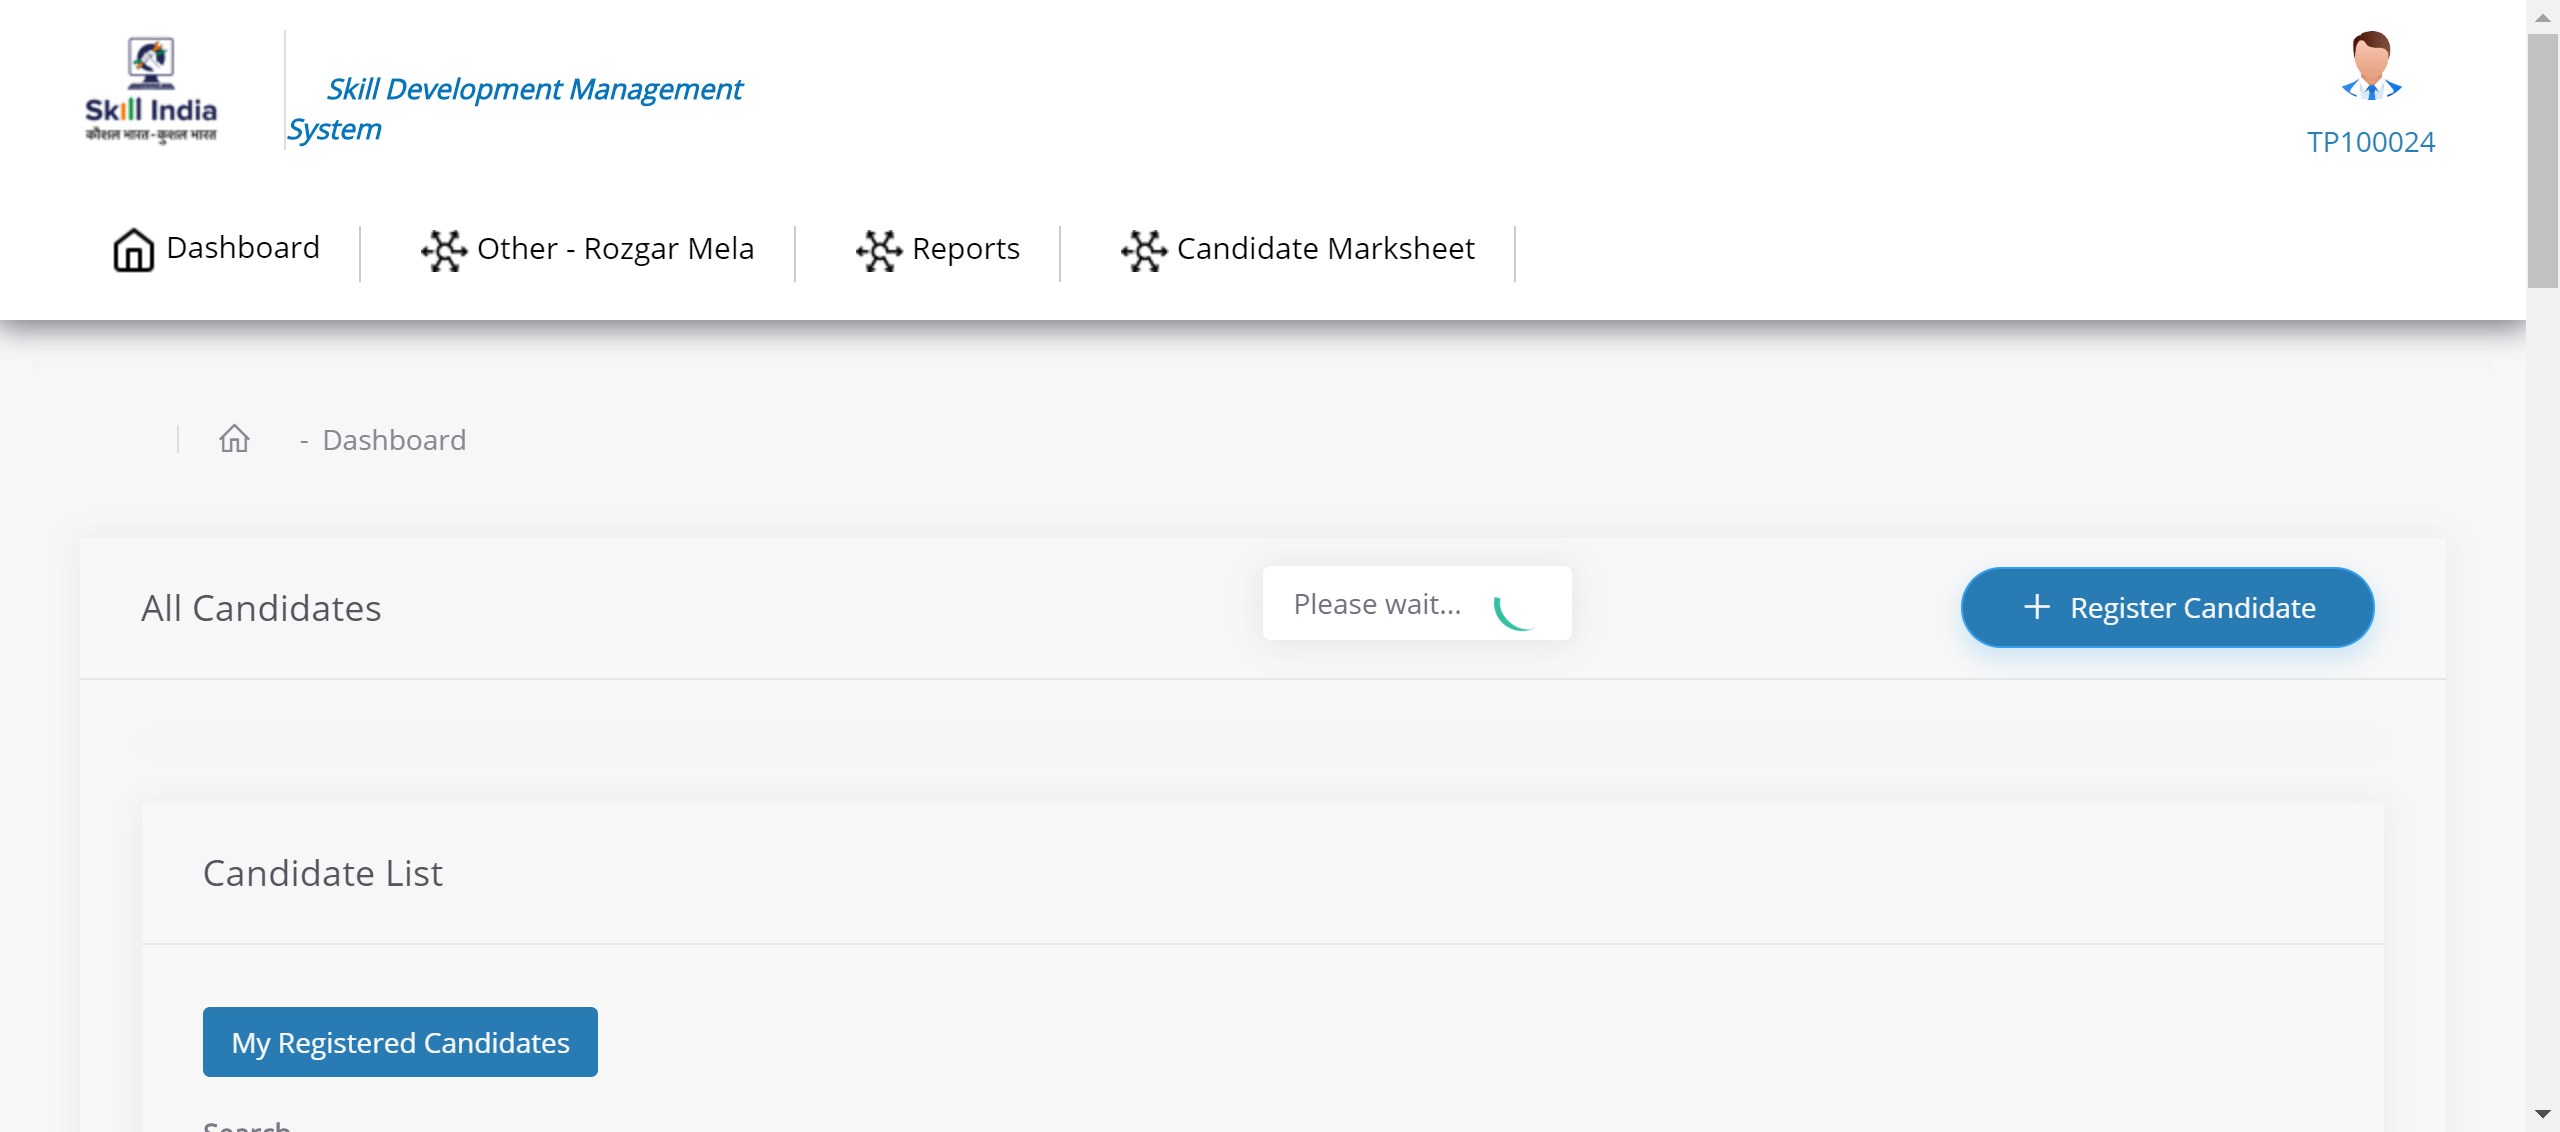 Skill India
कौशल भारत-कुशल भारत
Skill Development Management
System
TP100024
Dashboard
Other - Rozgar Mela
Reports
Candidate Marksheet
- Dashboard
All Candidates
Please wait...
Register Candidate
Candidate List
My Registered Candidates
Search